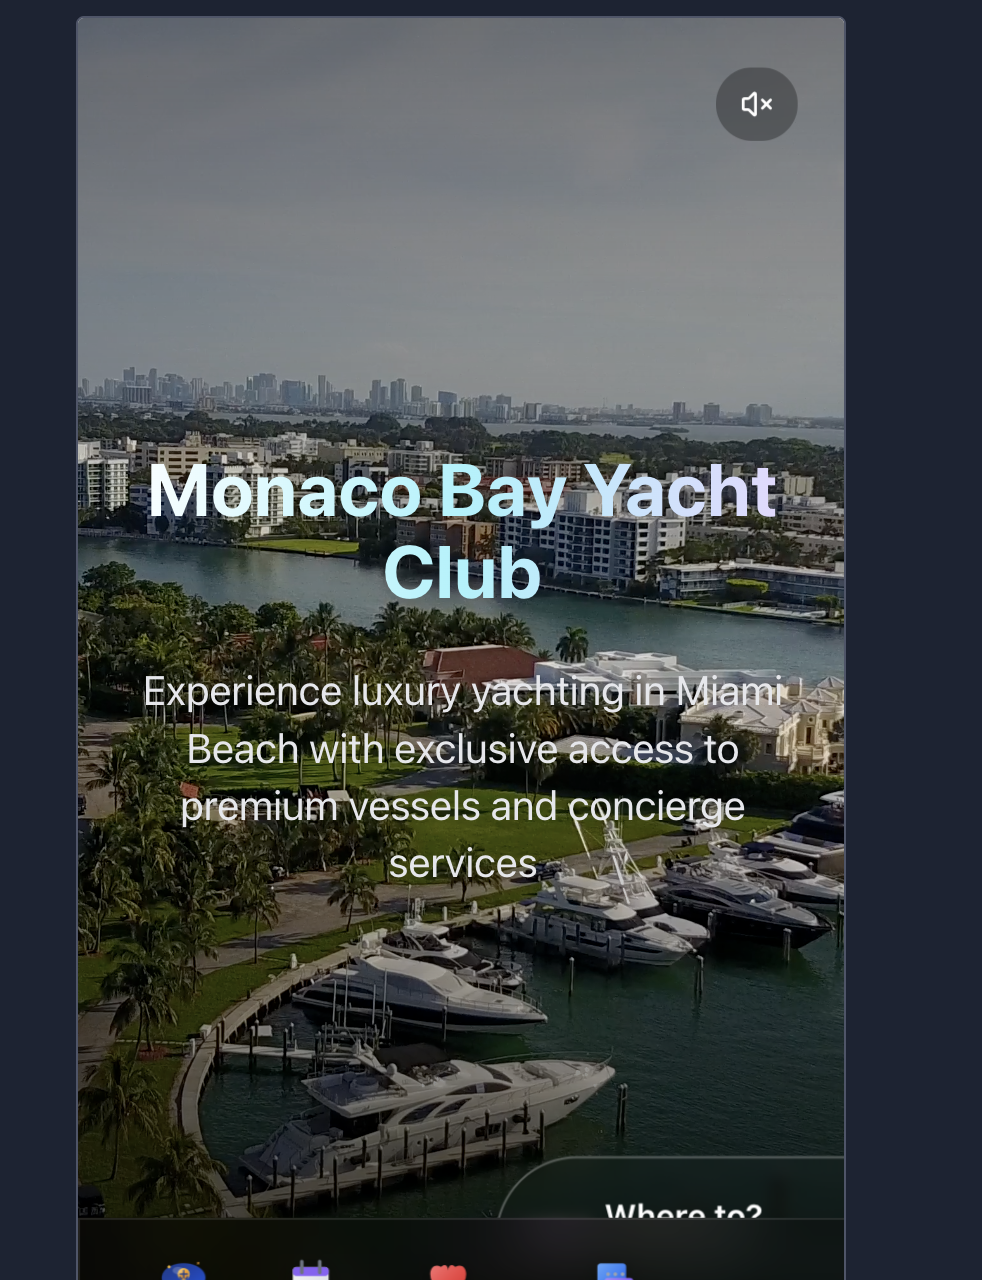 Monaco Bay Yacht
Club
Experience luxury yachting in Miami
Beach with exclusive access to
premium vessels and concierge
services
Where to?